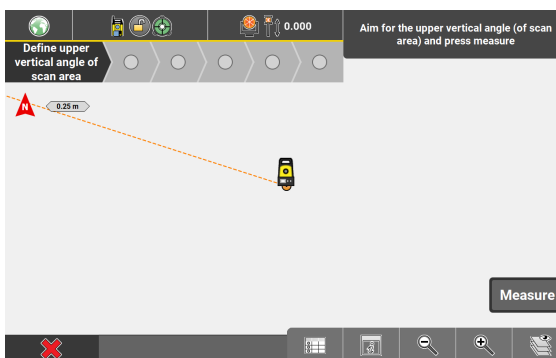 0.000
Aim for the upper vertical angle (of scan
area) and press measure
Define upper
vertical angle of
scan area
N
0.25 m
Measure